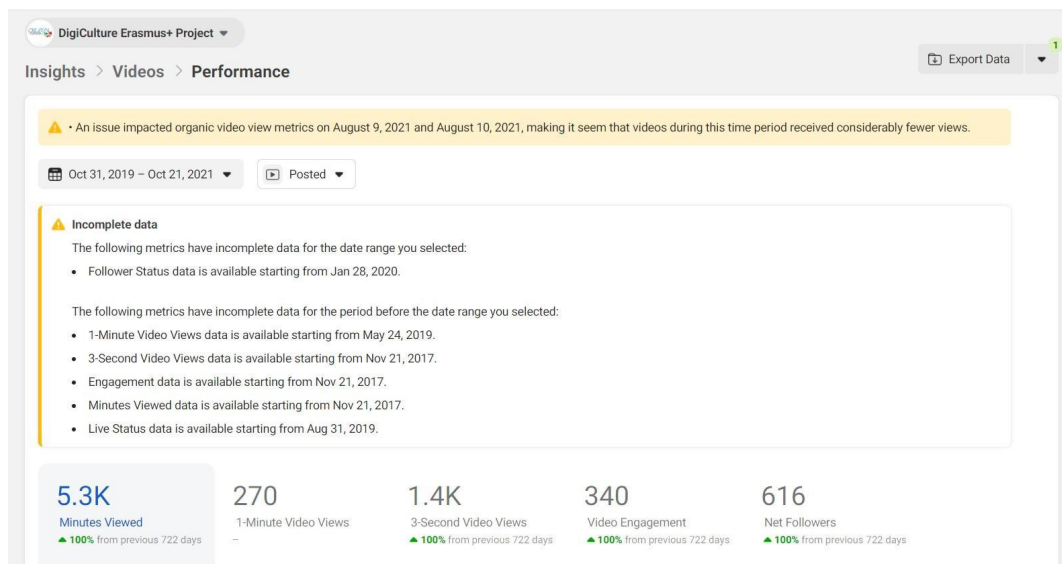 DigiCulture Erasmus+ Project
1
Export Data
Insights > Videos > Performance
• An issue impacted organic video view metrics on August 9, 2021 and August 10, 2021, making it seem that videos during this time period received considerably fewer views.
Oct 31, 2019 – Oct 21, 2021
Posted
Incomplete data
The following metrics have incomplete data for the date range you selected:
• Follower Status data is available starting from Jan 28, 2020.
The following metrics have incomplete data for the period before the date range you selected:
• 1-Minute Video Views data is available starting from May 24, 2019.
• 3-Second Video Views data is available starting from Nov 21, 2017.
• Engagement data is available starting from Nov 21, 2017.
• Minutes Viewed data is available starting from Nov 21, 2017.
• Live Status data is available starting from Aug 31, 2019.
5.3K
Minutes Viewed
100% from previous 722 days
270
1-Minute Video Views
–
1.4K
3-Second Video Views
100% from previous 722 days
340
Video Engagement
100% from previous 722 days
616
Net Followers
100% from previous 722 days